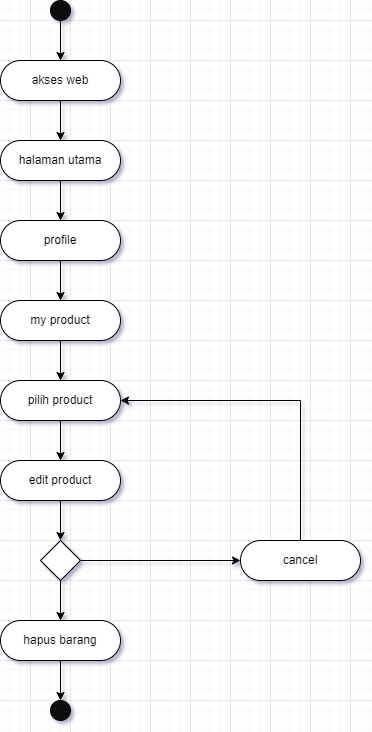 akses web
halaman utama
profile
my product
pilih product
edit product
cancel
hapus barang